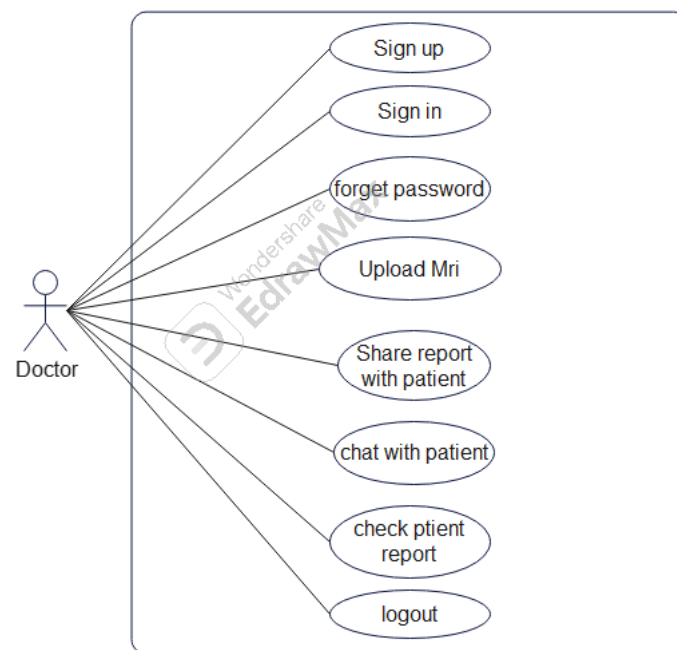 Sign up
Sign in
forget password
Wondershare
EdrawMax
Upload Mri
Doctor
Share report
with patient
chat with patient
check ptient
report
logout